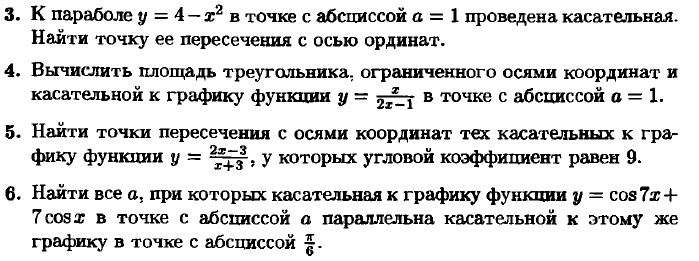 3. К параболе y = 4 − x² в точке с абсциссой a = 1 проведена касательная.
Найти точку ее пересечения с осью ординат.
4. Вычислить площадь треугольника, ограниченного осями координат и
касательной к графику функции y = x/(2x−1) в точке с абсциссой a = 1.
5. Найти точки пересечения с осями координат тех касательных к гра-
фику функции y = (2x−3)/(x+3), у которых угловой коэффициент равен 9.
6. Найти все a, при которых касательная к графику функции y = cos 7x +
7 cos x в точке с абсциссой a параллельна касательной к этому же
графику в точке с абсциссой π/6.